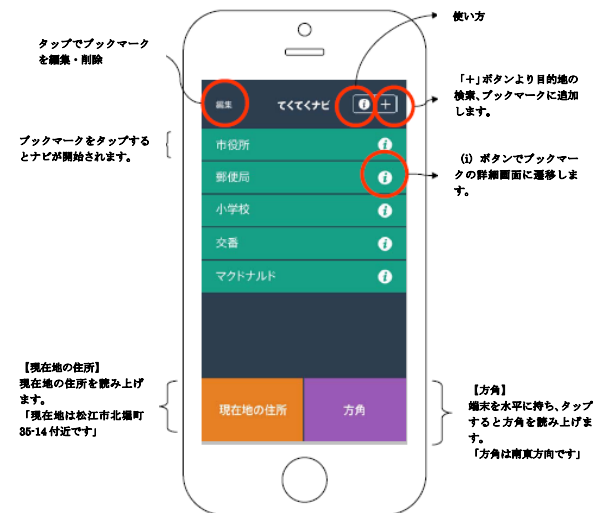 使い方
タップでブックマーク
を編集・削除
「+」ボタンより目的地の
検索、ブックマークに追加
します。
編集
てくてくナビ
i
+
ブックマークをタップする
とナビが開始されます。
市役所
i
郵便局
i
小学校
i
交番
i
マクドナルド
i
(i) ボタンでブックマー
クの詳細画面に遷移しま
す。
【現在地の住所】
現在地の住所を読み上げ
ます。
「現在地は松江市北堀町
35-14 付近です」
現在地の住所
方角
【方角】
端末を水平に持ち、タップ
すると方角を読み上げま
す。
「方角は南東方向です」